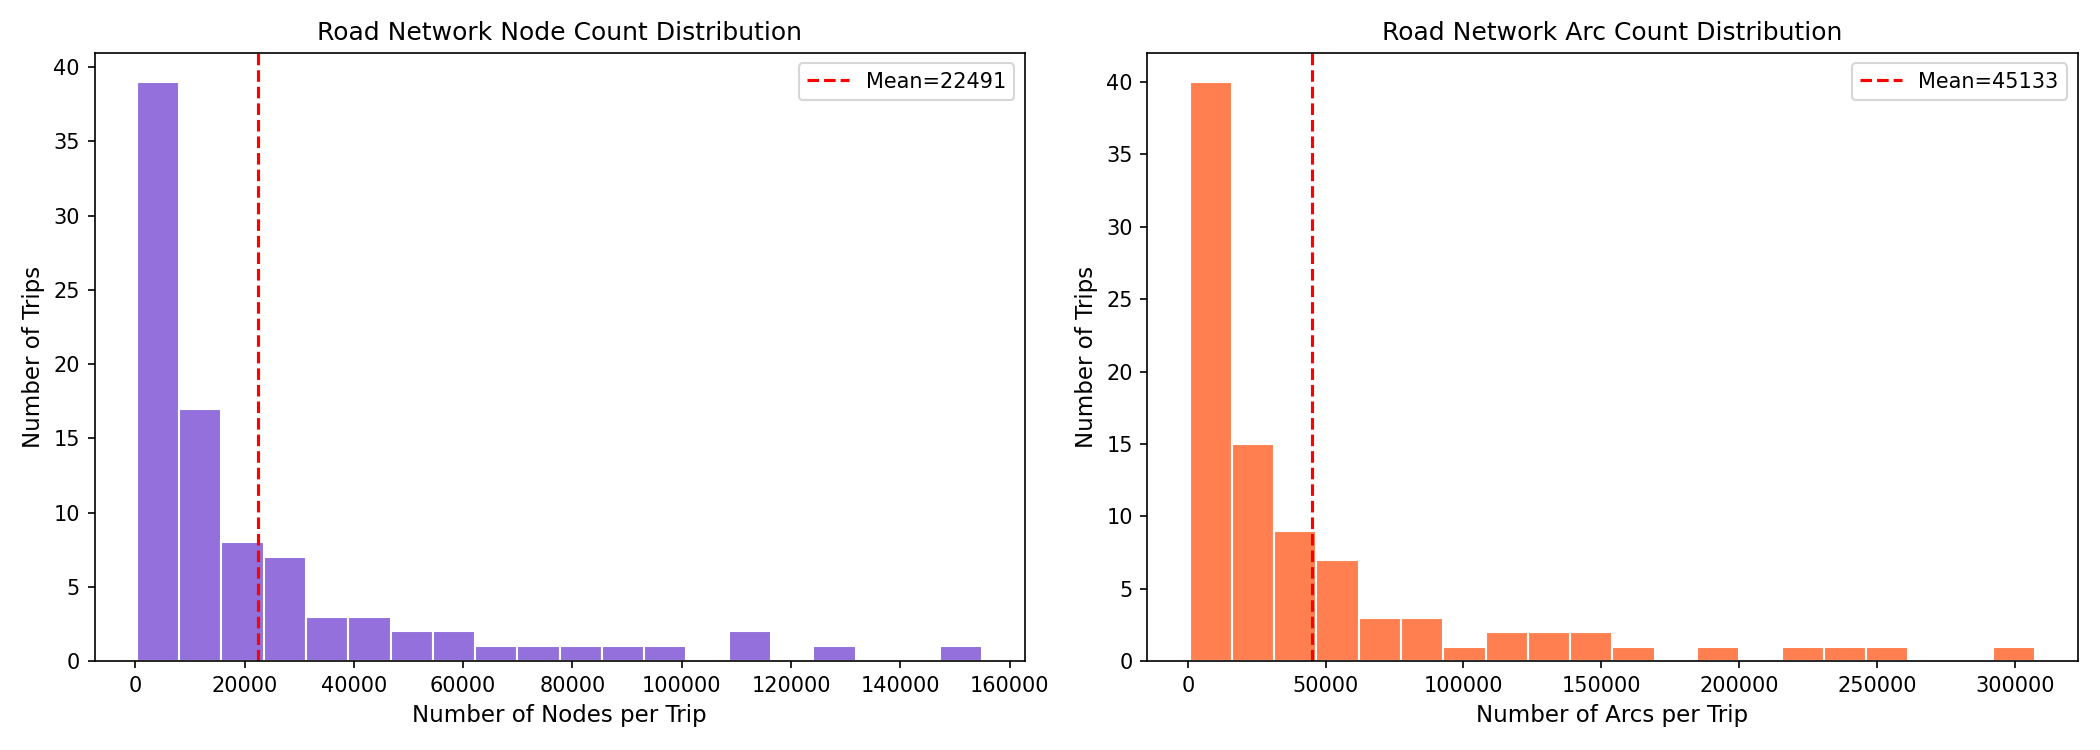 Road Network Node Count Distribution
Mean=22491
40
35
30
25
20
15
10
5
0
Number of Trips
0 20000 40000 60000 80000 100000 120000 140000 160000
Number of Nodes per Trip
Road Network Arc Count Distribution
Mean=45133
40
35
30
25
20
15
10
5
0
Number of Trips
0 50000 100000 150000 200000 250000 300000
Number of Arcs per Trip